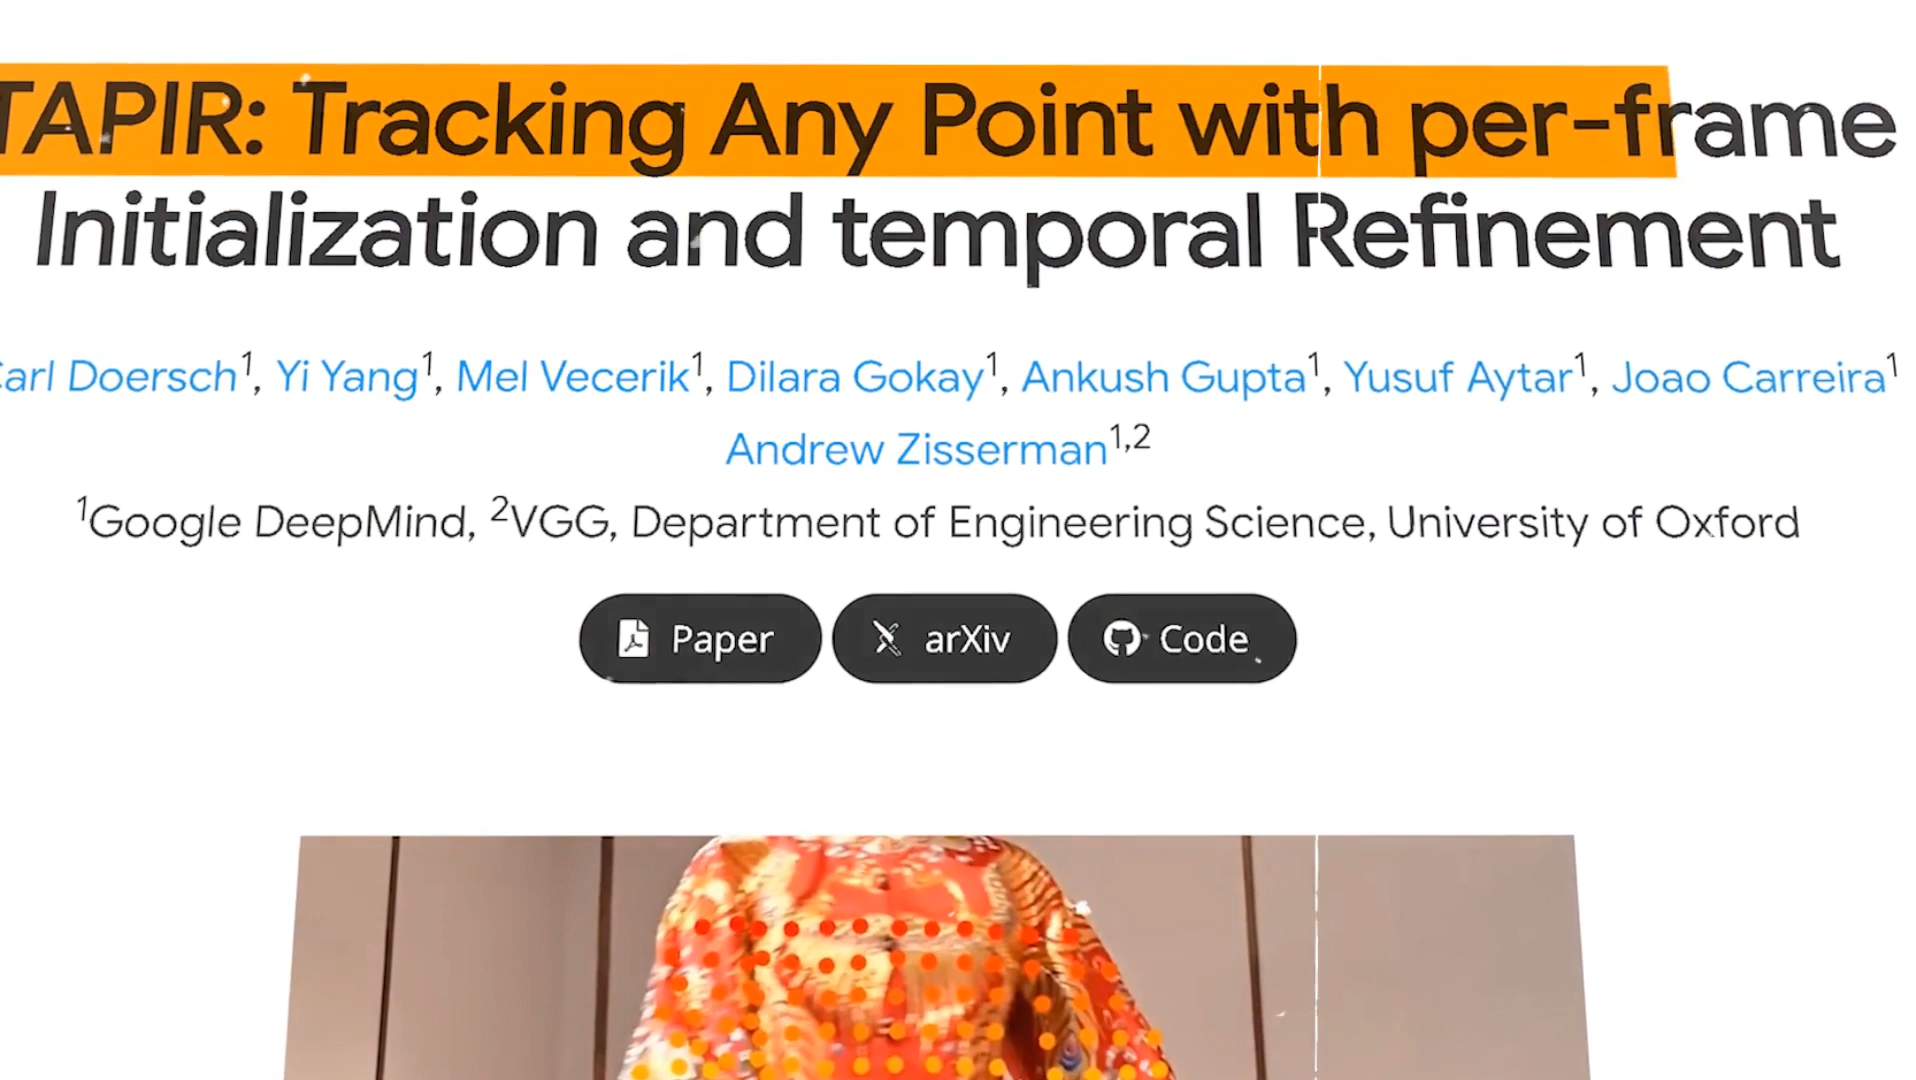 TAPIR: Tracking Any Point with per-frame
Initialization and temporal Refinement
Carl Doersch¹, Yi Yang¹, Mel Vecerik¹, Dilara Gokay¹, Ankush Gupta¹, Yusuf Aytar¹, Joao Carreira¹
Andrew Zisserman¹,²
¹Google DeepMind, ²VGG, Department of Engineering Science, University of Oxford
Paper arXiv Code